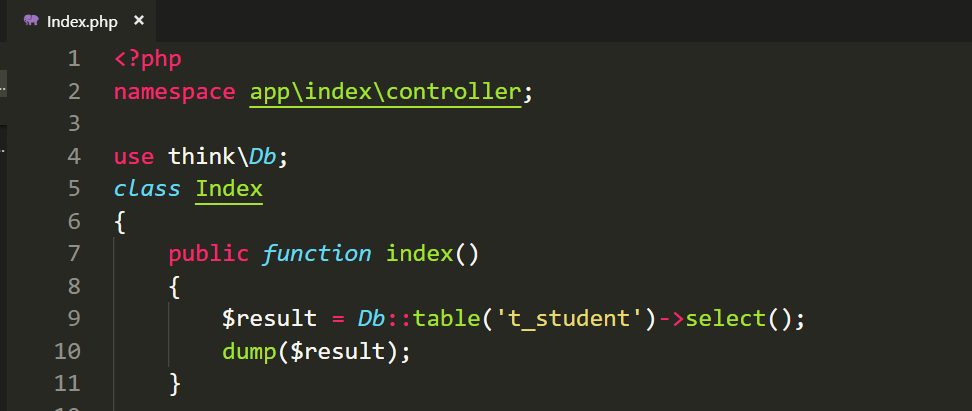 Index.php ×
1 <?php
2 namespace app\index\controller;
3
4 use think\Db;
5 class Index
6 {
7 public function index()
8 {
9 $result = Db::table('t_student')->select();
10 dump($result);
11 }